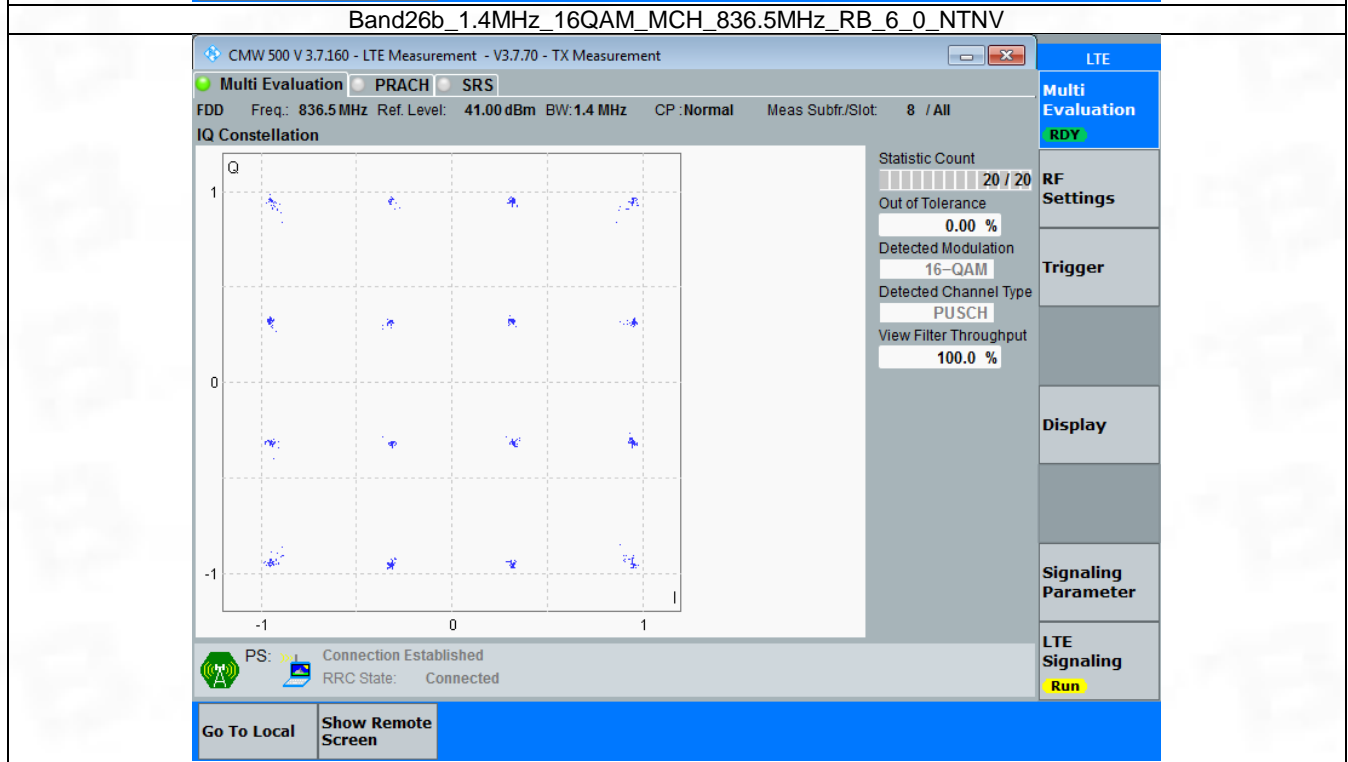 Band26b_1.4MHz_16QAM_MCH_836.5MHz_RB_6_0_NTNV
CMW 500 V 3.7.160 - LTE Measurement - V3.7.70 - TX Measurement
LTE
Multi Evaluation PRACH SRS
Multi
Evaluation
RDY
FDD Freq.: 836.5 MHz Ref. Level: 41.00 dBm BW: 1.4 MHz CP : Normal Meas Subfr./Slot: 8 / All
IQ Constellation
Q
1
0
-1
I
-1 0 1
Statistic Count
20 / 20
Out of Tolerance
0.00 %
Detected Modulation
16-QAM
Detected Channel Type
PUSCH
View Filter Throughput
100.0 %
RF
Settings
Trigger
Display
Signaling
Parameter
LTE
Signaling
Run
PS: Connection Established
RRC State: Connected
Go To Local
Show Remote
Screen